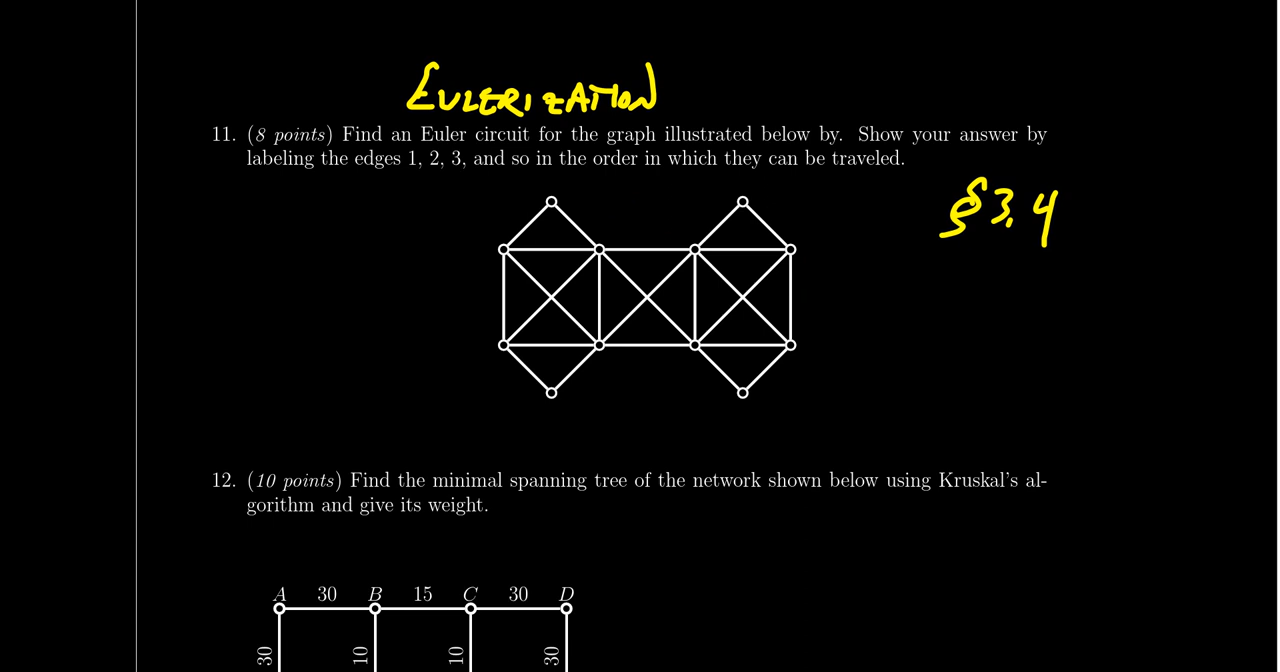 EULERIZATION
11. (8 points) Find an Euler circuit for the graph illustrated below by. Show your answer by
labeling the edges 1, 2, 3, and so in the order in which they can be traveled.
§3.4
12. (10 points) Find the minimal spanning tree of the network shown below using Kruskal's al-
gorithm and give its weight.
A 30 B 15 C 30 D
30 10 10 30